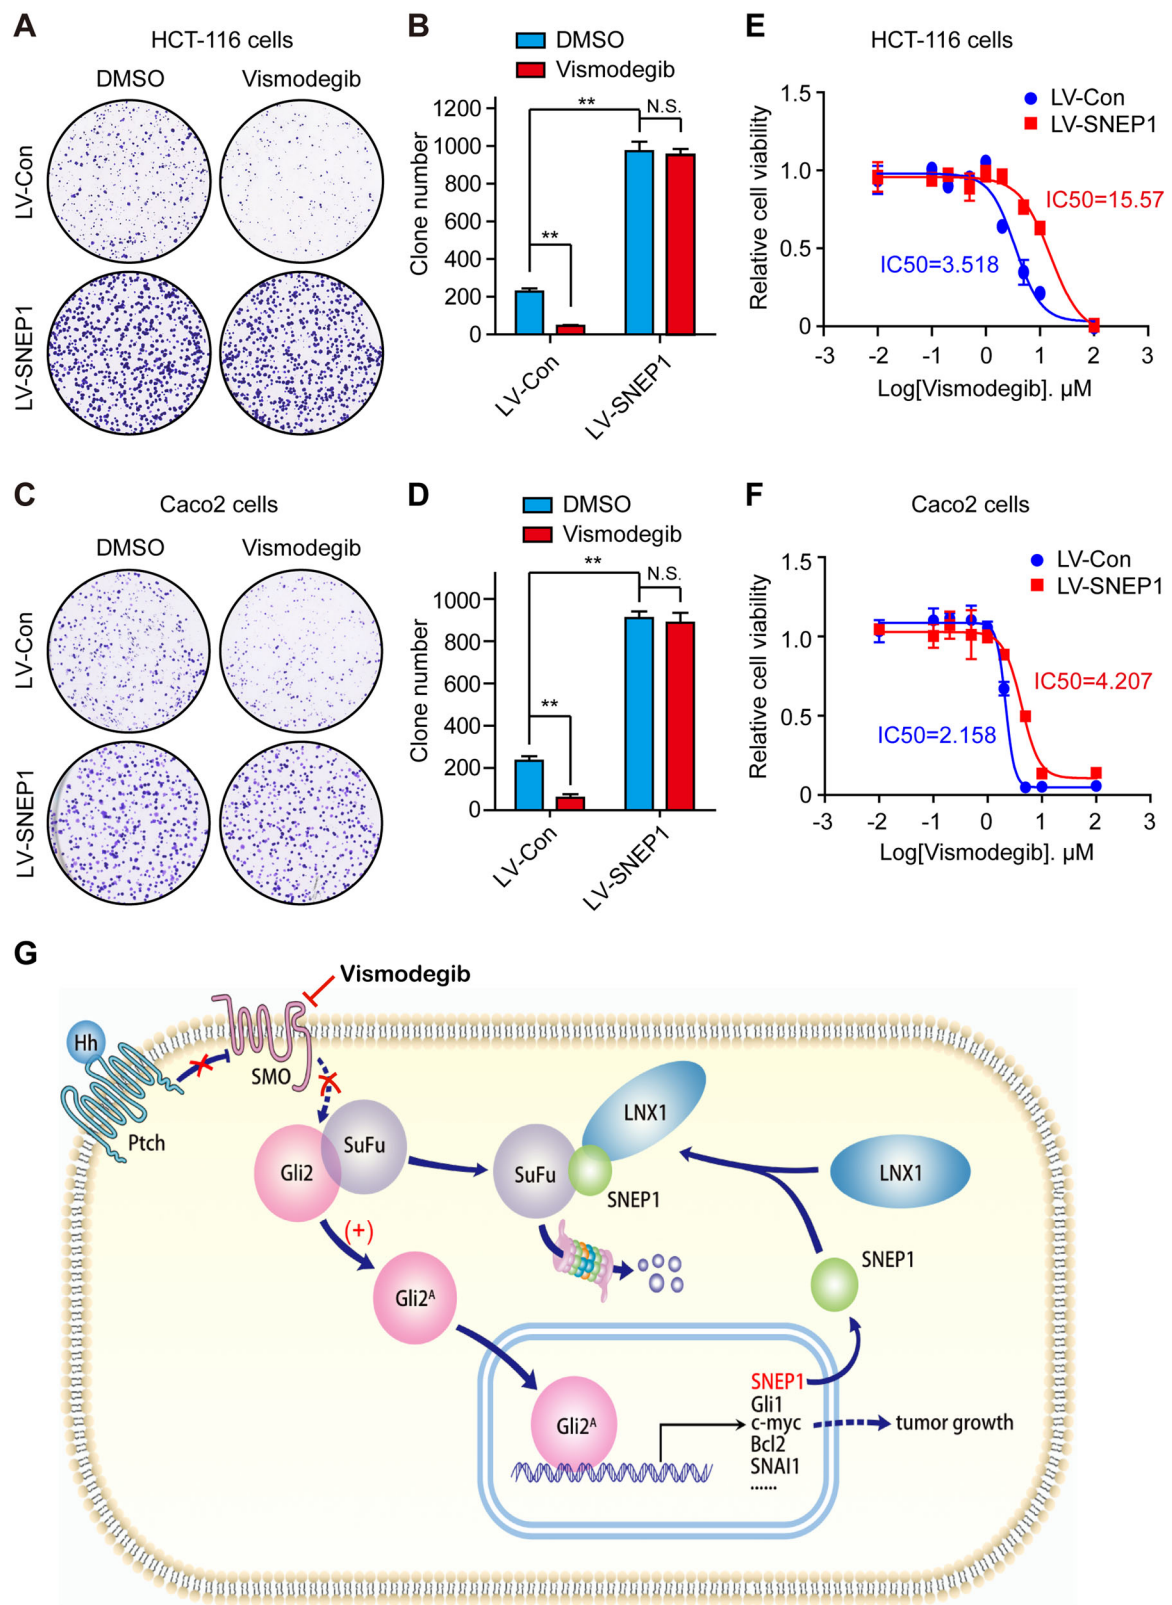 A
HCT-116 cells
DMSO
Vismodegib
LV-Con
LV-SNEP1
B
DMSO
Vismodegib
Clone number
1200
1000
800
600
400
200
0
**
**
N.S.
LV-Con
LV-SNEP1
E
HCT-116 cells
LV-Con
LV-SNEP1
Relative cell viability
1.5
1.0
0.5
0
IC50=15.57
IC50=3.518
-3
-2
-1
0
1
2
3
Log[Vismodegib]. µM
C
Caco2 cells
DMSO
Vismodegib
LV-Con
LV-SNEP1
D
DMSO
Vismodegib
Clone number
1000
800
600
400
200
0
**
**
N.S.
LV-Con
LV-SNEP1
F
Caco2 cells
LV-Con
LV-SNEP1
Relative cell viability
1.5
1.0
0.5
0
IC50=4.207
IC50=2.158
-3
-2
-1
0
1
2
3
Log[Vismodegib]. µM
G
Vismodegib
Hh
SMO
Ptch
SuFu
Gli2
LNX1
SuFu
SNEP1
LNX1
(+)
SNEP1
Gli2ᴬ
Gli2ᴬ
SNEP1
Gli1
c-myc
Bcl2
SNAI1
......
tumor growth